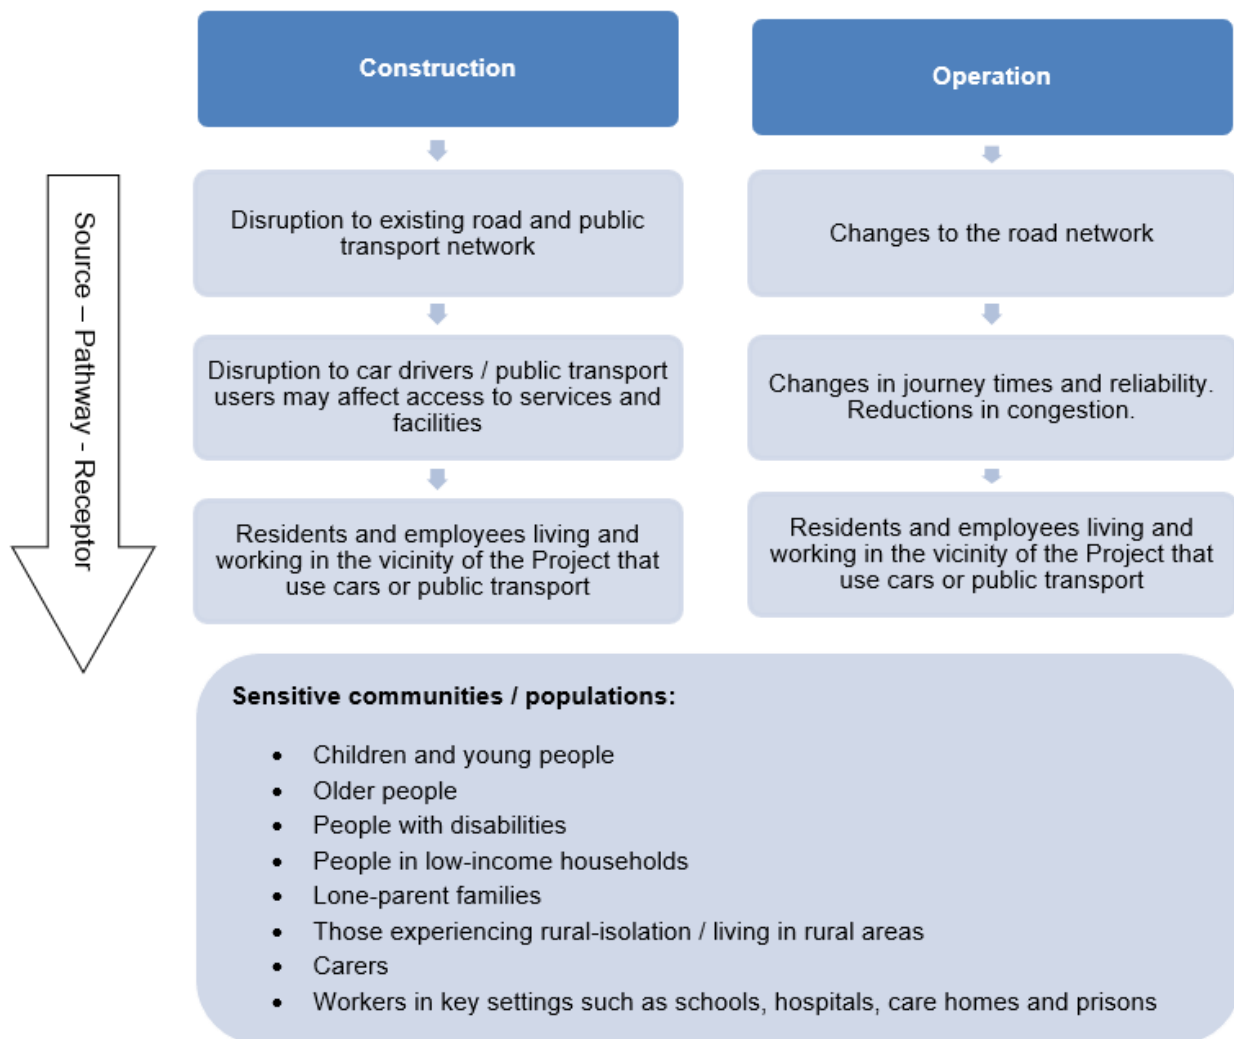 Construction
Operation
Source – Pathway - Receptor
Disruption to existing road and public
transport network
Changes to the road network
Disruption to car drivers / public transport
users may affect access to services and
facilities
Changes in journey times and reliability.
Reductions in congestion.
Residents and employees living and
working in the vicinity of the Project that
use cars or public transport
Residents and employees living and
working in the vicinity of the Project that
use cars or public transport
Sensitive communities / populations:
• Children and young people
• Older people
• People with disabilities
• People in low-income households
• Lone-parent families
• Those experiencing rural-isolation / living in rural areas
• Carers
• Workers in key settings such as schools, hospitals, care homes and prisons